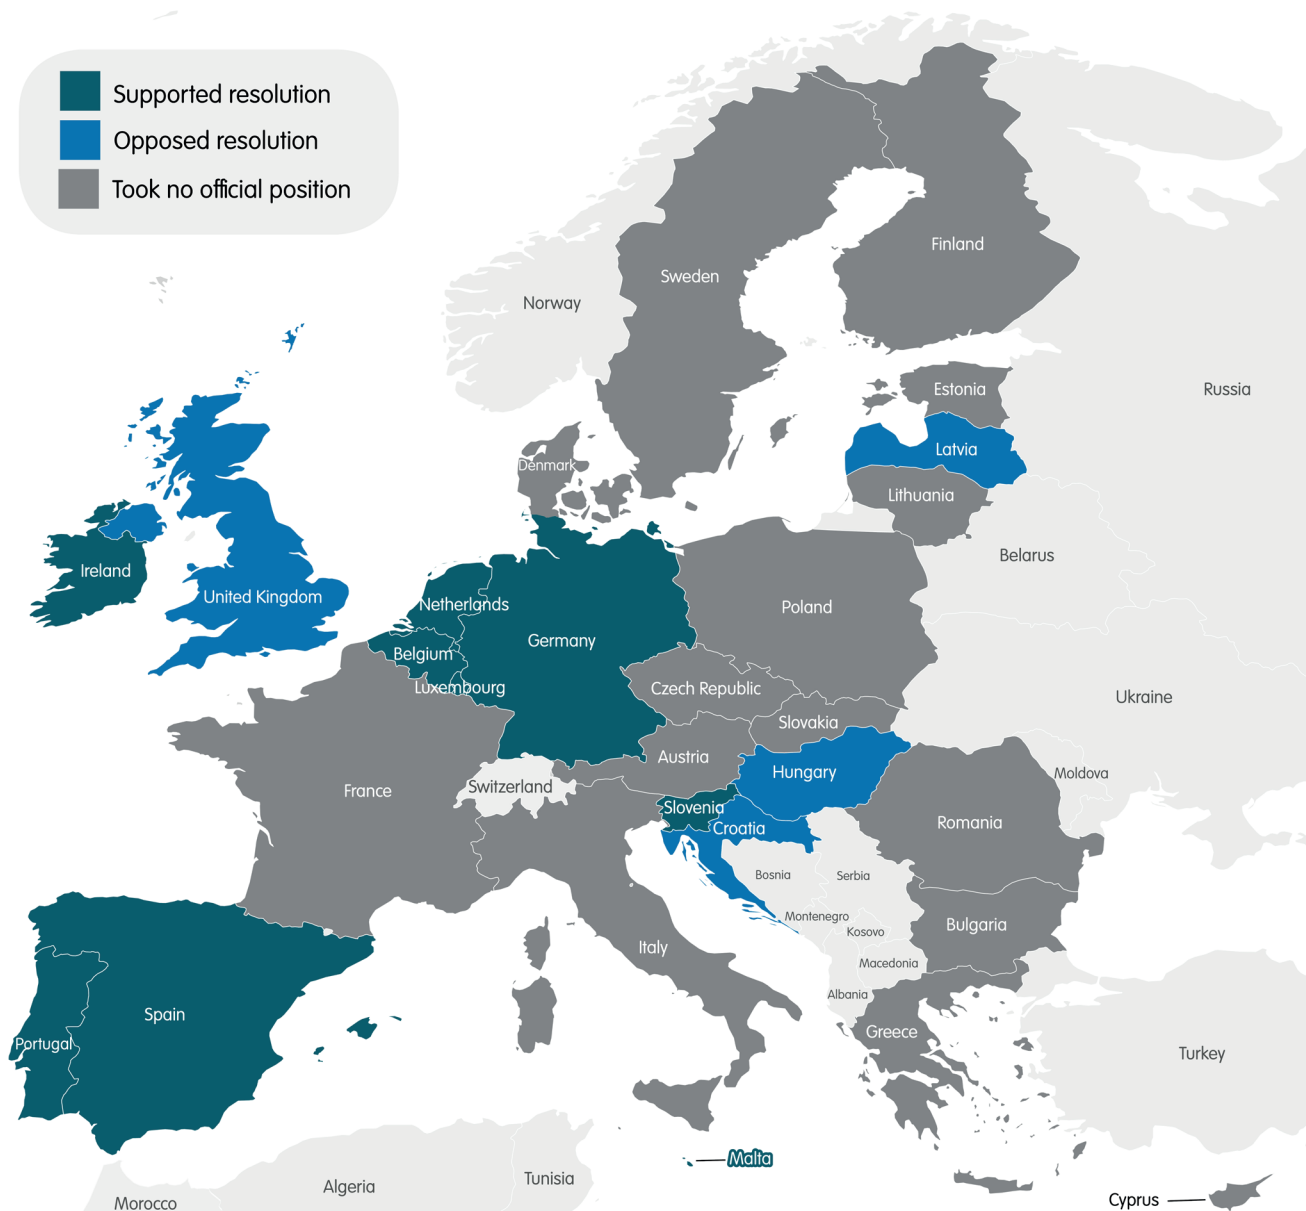 Supported resolution
Opposed resolution
Took no official position
Finland
Sweden
Norway
Estonia
Russia
Latvia
Denmark
Lithuania
Belarus
Ireland
United Kingdom
Netherlands
Poland
Germany
Belgium
Luxembourg
Czech Republic
Ukraine
Slovakia
Austria
Hungary
Moldova
Switzerland
France
Slovenia
Romania
Croatia
Bosnia
Serbia
Montenegro
Kosovo
Bulgaria
Italy
Macedonia
Albania
Spain
Greece
Portugal
Turkey
Malta
Tunisia
Algeria
Cyprus
Morocco